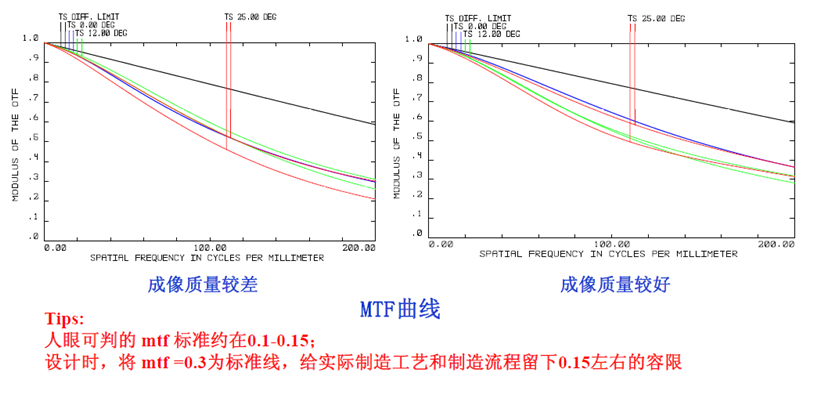 TS DIFF. LIMIT
TS 0.00 DEG
TS 12.00 DEG
TS 25.00 DEG
1.0
.9
.8
.7
.6
.5
.4
.3
.2
.1
.0
MODULUS OF THE OTF
0.00
100.00
200.00
SPATIAL FREQUENCY IN CYCLES PER MILLIMETER
成像质量较差
TS DIFF. LIMIT
TS 0.00 DEG
TS 12.00 DEG
TS 25.00 DEG
1.0
.9
.8
.7
.6
.5
.4
.3
.2
.1
.0
MODULUS OF THE OTF
0.00
100.00
200.00
SPATIAL FREQUENCY IN CYCLES PER MILLIMETER
成像质量较好
MTF曲线
Tips:
人眼可判的 mtf 标准约在0.1-0.15；
设计时，将 mtf =0.3为标准线，给实际制造工艺和制造流程留下0.15左右的容限